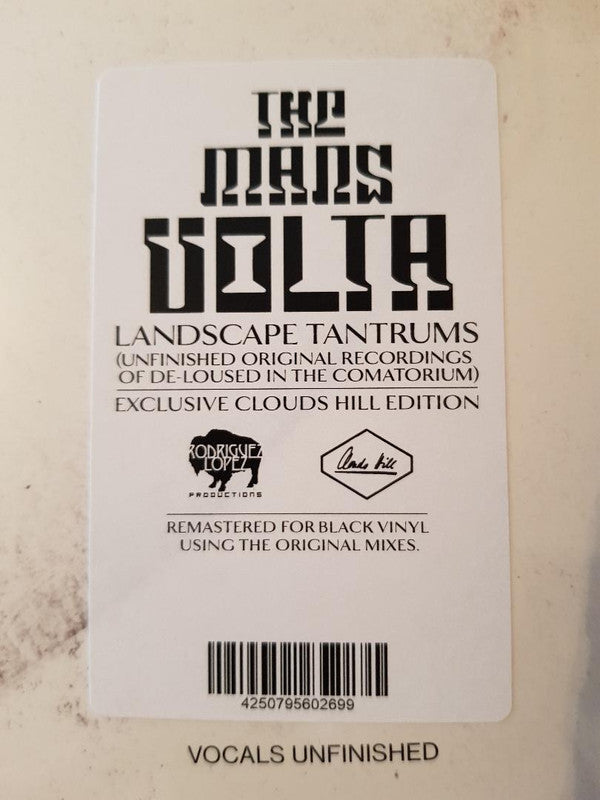 THE
MARS
VOLTA
LANDSCAPE TANTRUMS
(UNFINISHED ORIGINAL RECORDINGS
OF DE-LOUSED IN THE COMATORIUM)
EXCLUSIVE CLOUDS HILL EDITION
RODRIGUEZ
LOPEZ
PRODUCTIONS
Clouds Hill
REMASTERED FOR BLACK VINYL
USING THE ORIGINAL MIXES.
4250795602699
VOCALS UNFINISHED